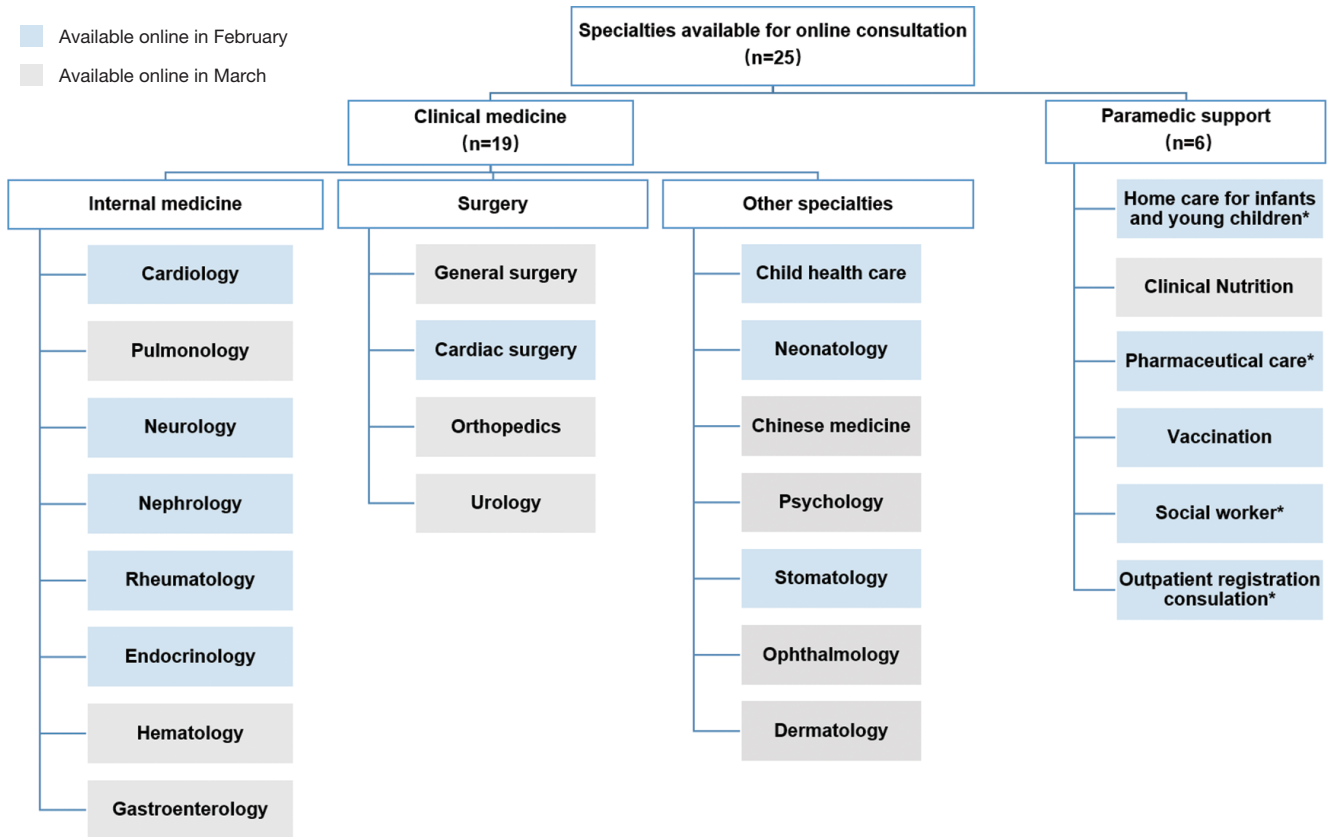 Available online in February
Available online in March
Specialties available for online consultation
(n=25)
Clinical medicine
(n=19)
Paramedic support
(n=6)
Internal medicine
Cardiology
Pulmonology
Neurology
Nephrology
Rheumatology
Endocrinology
Hematology
Gastroenterology
Surgery
General surgery
Cardiac surgery
Orthopedics
Urology
Other specialties
Child health care
Neonatology
Chinese medicine
Psychology
Stomatology
Ophthalmology
Dermatology
Home care for infants
and young children*
Clinical Nutrition
Pharmaceutical care*
Vaccination
Social worker*
Outpatient registration
consulation*